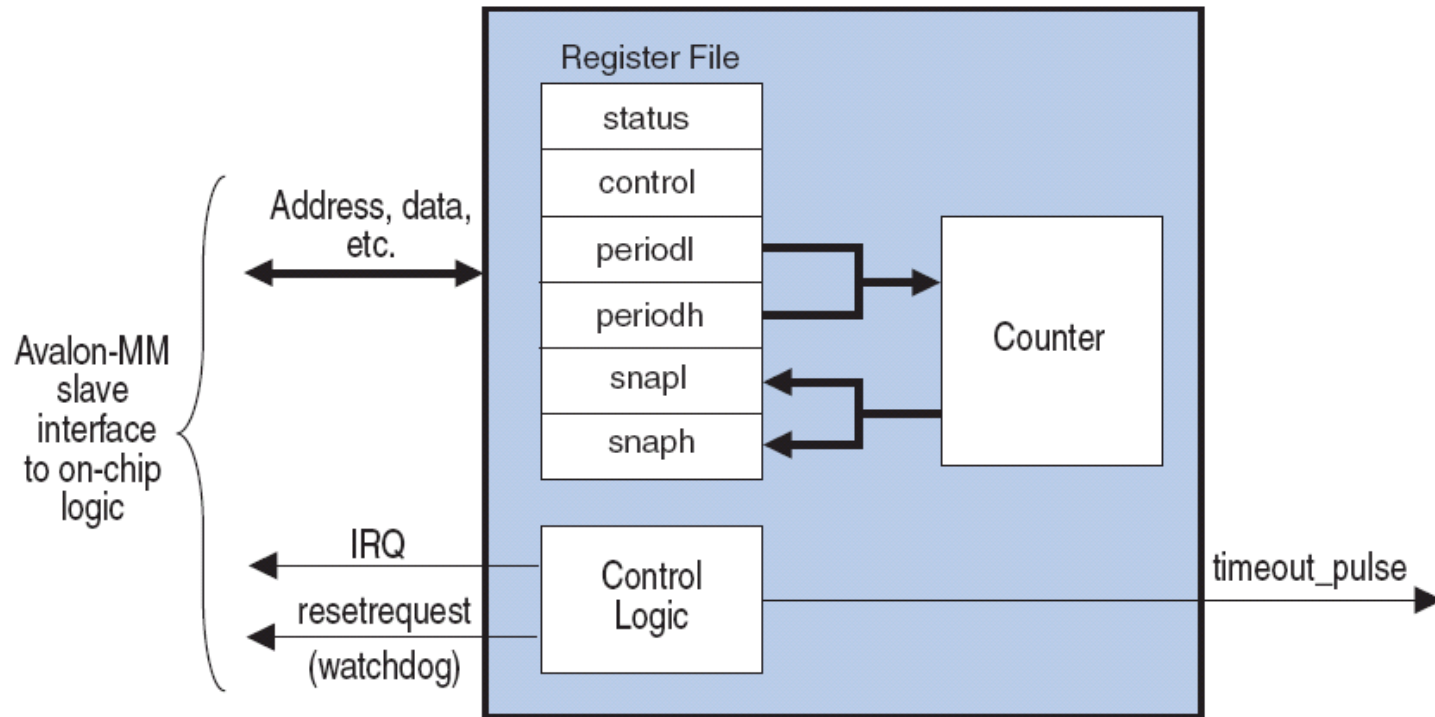 Register File
status
control
periodl
periodh
snapl
snaph
Counter
Address, data,
etc.
Avalon-MM
slave
interface
to on-chip
logic
IRQ
resetrequest
(watchdog)
Control
Logic
timeout_pulse